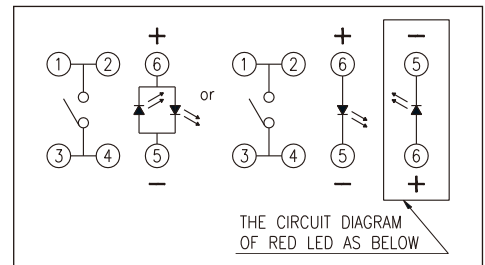 + + −
1 2 6 1 2 6 5
or
3 4 5 3 4 5 6
− − +
THE CIRCUIT DIAGRAM
OF RED LED AS BELOW